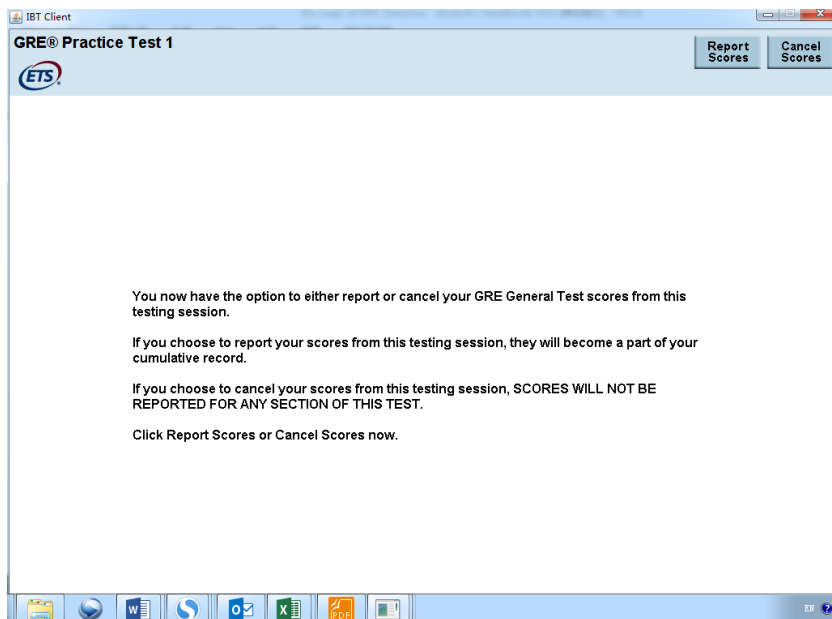 IBT Client
GRE® Practice Test 1
Report
Scores
Cancel
Scores
ETS
You now have the option to either report or cancel your GRE General Test scores from this
testing session.
If you choose to report your scores from this testing session, they will become a part of your
cumulative record.
If you choose to cancel your scores from this testing session, SCORES WILL NOT BE
REPORTED FOR ANY SECTION OF THIS TEST.
Click Report Scores or Cancel Scores now.
EN